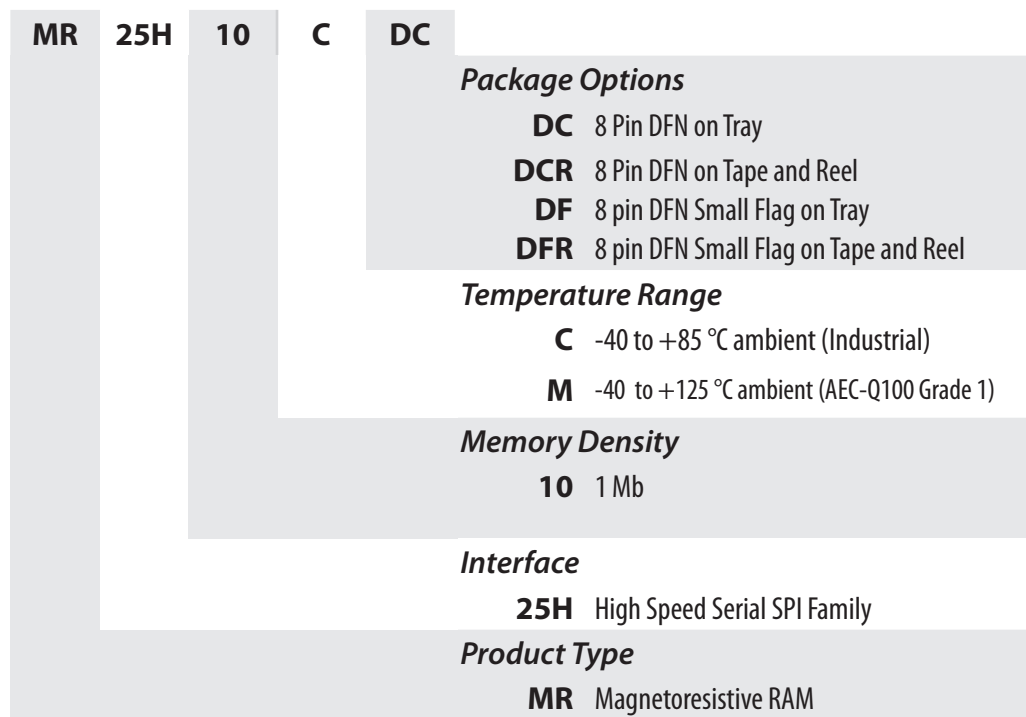 MR 25H 10 C DC
Package Options
DC 8 Pin DFN on Tray
DCR 8 Pin DFN on Tape and Reel
DF 8 pin DFN Small Flag on Tray
DFR 8 pin DFN Small Flag on Tape and Reel
Temperature Range
C -40 to +85 °C ambient (Industrial)
M -40 to +125 °C ambient (AEC-Q100 Grade 1)
Memory Density
10 1 Mb
Interface
25H High Speed Serial SPI Family
Product Type
MR Magnetoresistive RAM